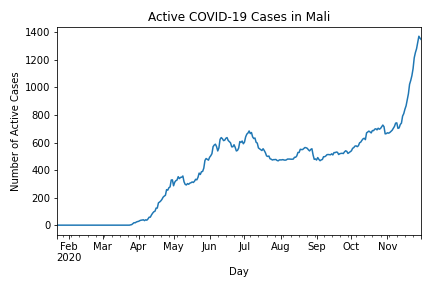 Active COVID-19 Cases in Mali
Number of Active Cases
1400
1200
1000
800
600
400
200
0
Feb Mar Apr May Jun Jul Aug Sep Oct Nov
2020
Day